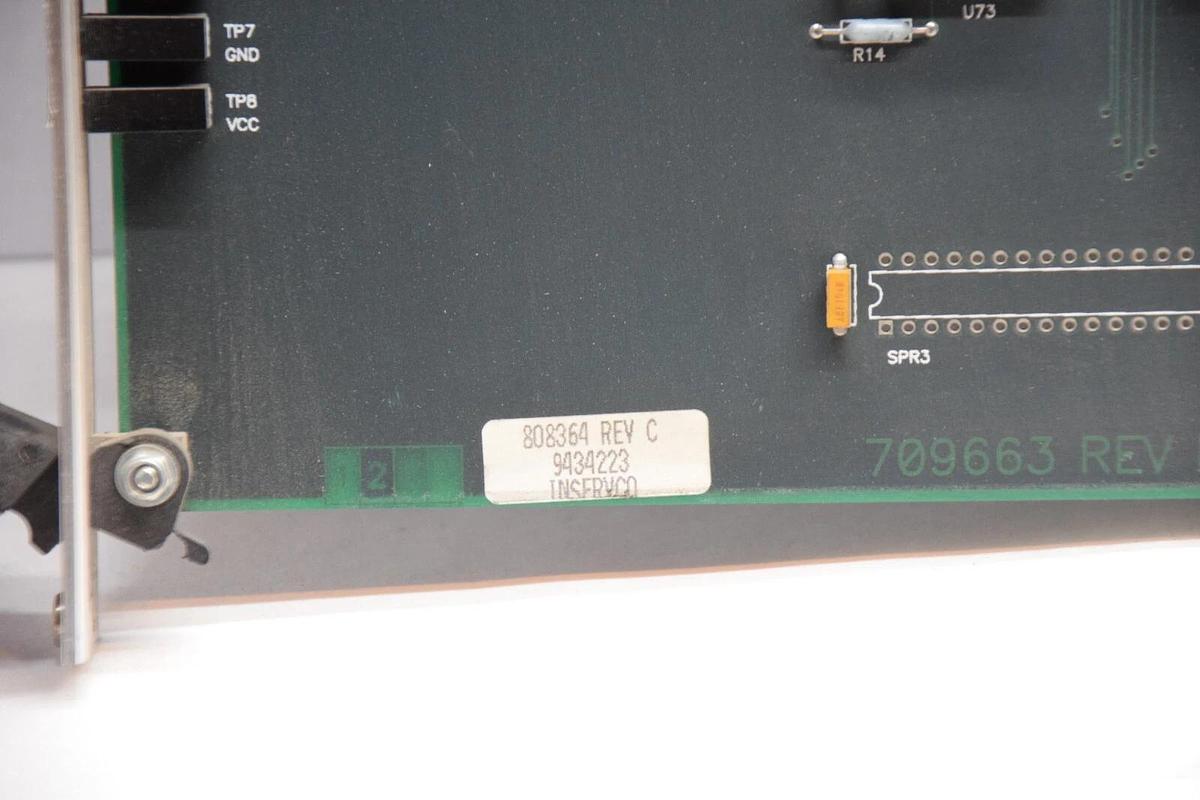 U73
TP7
GND
R14
TP8
VCC
SPR3
808364 REV C
9434223
INSERVCO
709663 REV
2